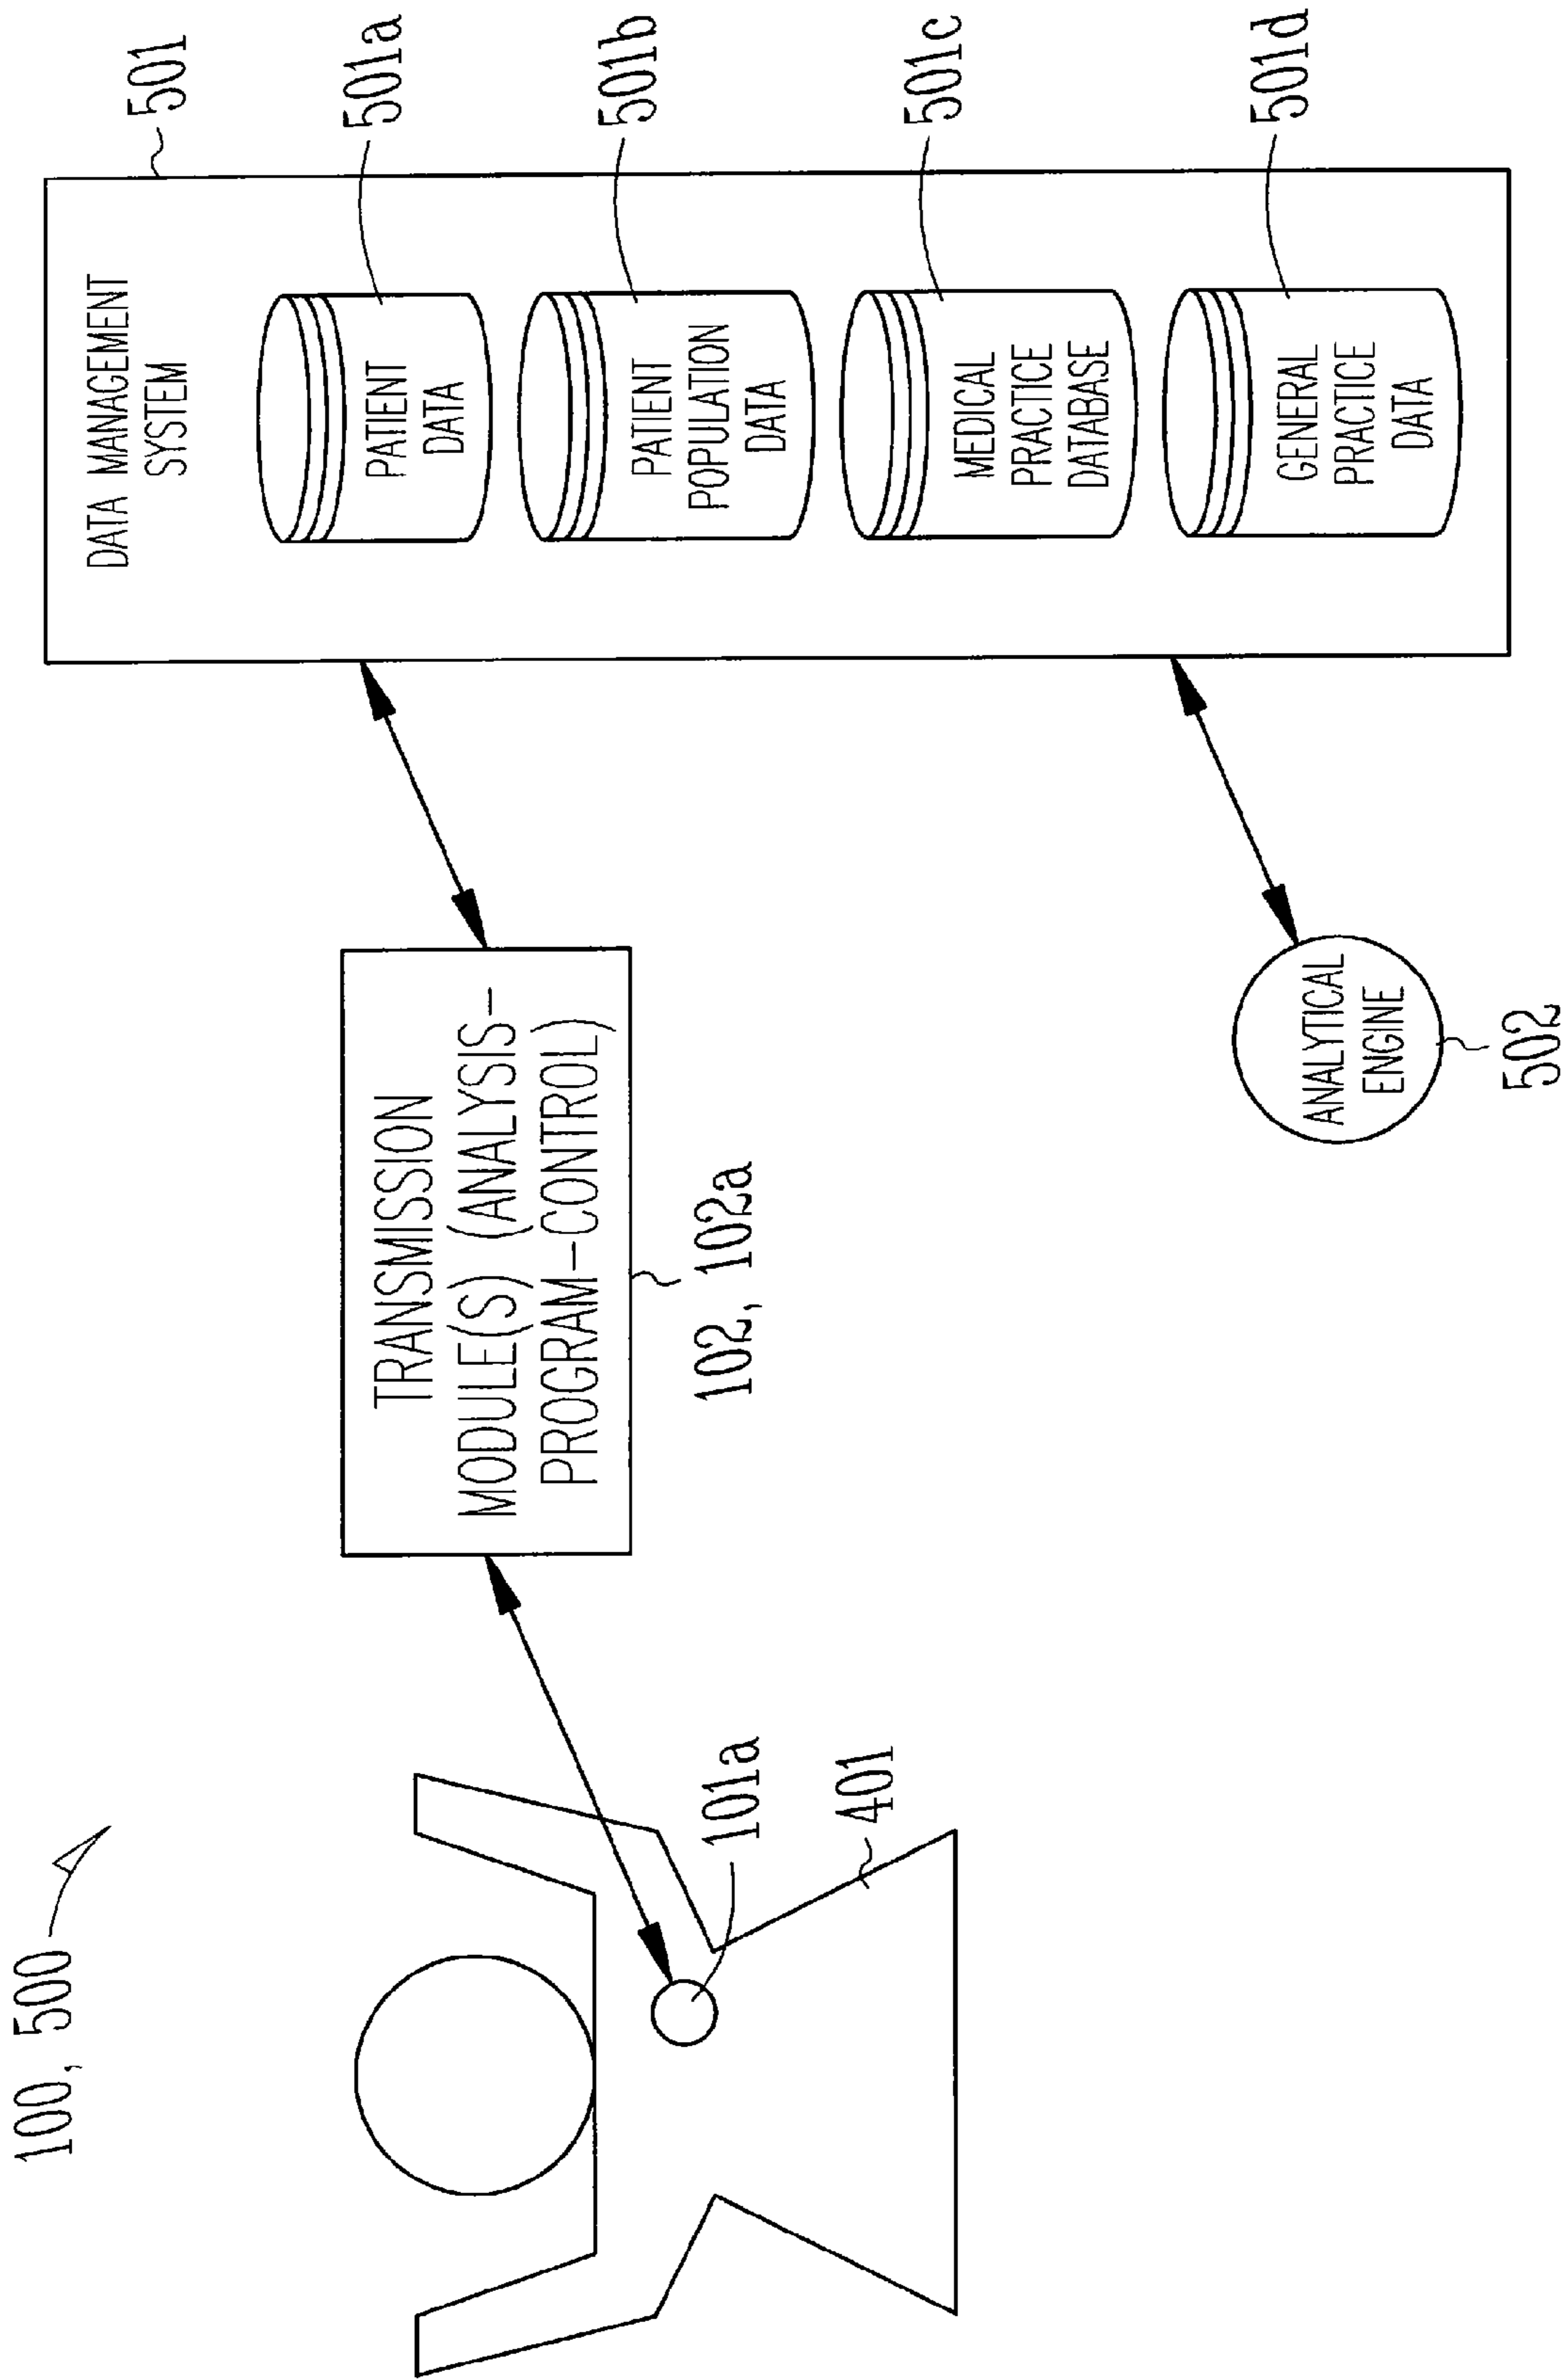 100, 500
101a
401
TRANSMISSION
MODULE(S) (ANALYSIS-
PROGRAM-CONTROL)
102, 102a
ANALYTICAL
ENGINE
502
DATA MANAGEMENT
SYSTEM
PATIENT
DATA
PATIENT
POPULATION
DATA
MEDICAL
PRACTICE
DATABASE
GENERAL
PRACTICE
DATA
501
501a
501b
501c
501d